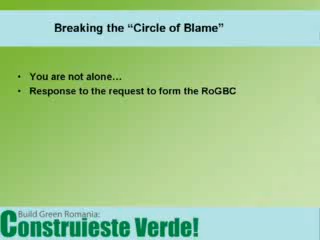 Breaking the “Circle of Blame”
• You are not alone…
• Response to the request to form the RoGBC
Build Green Romania:
Construieste Verde!